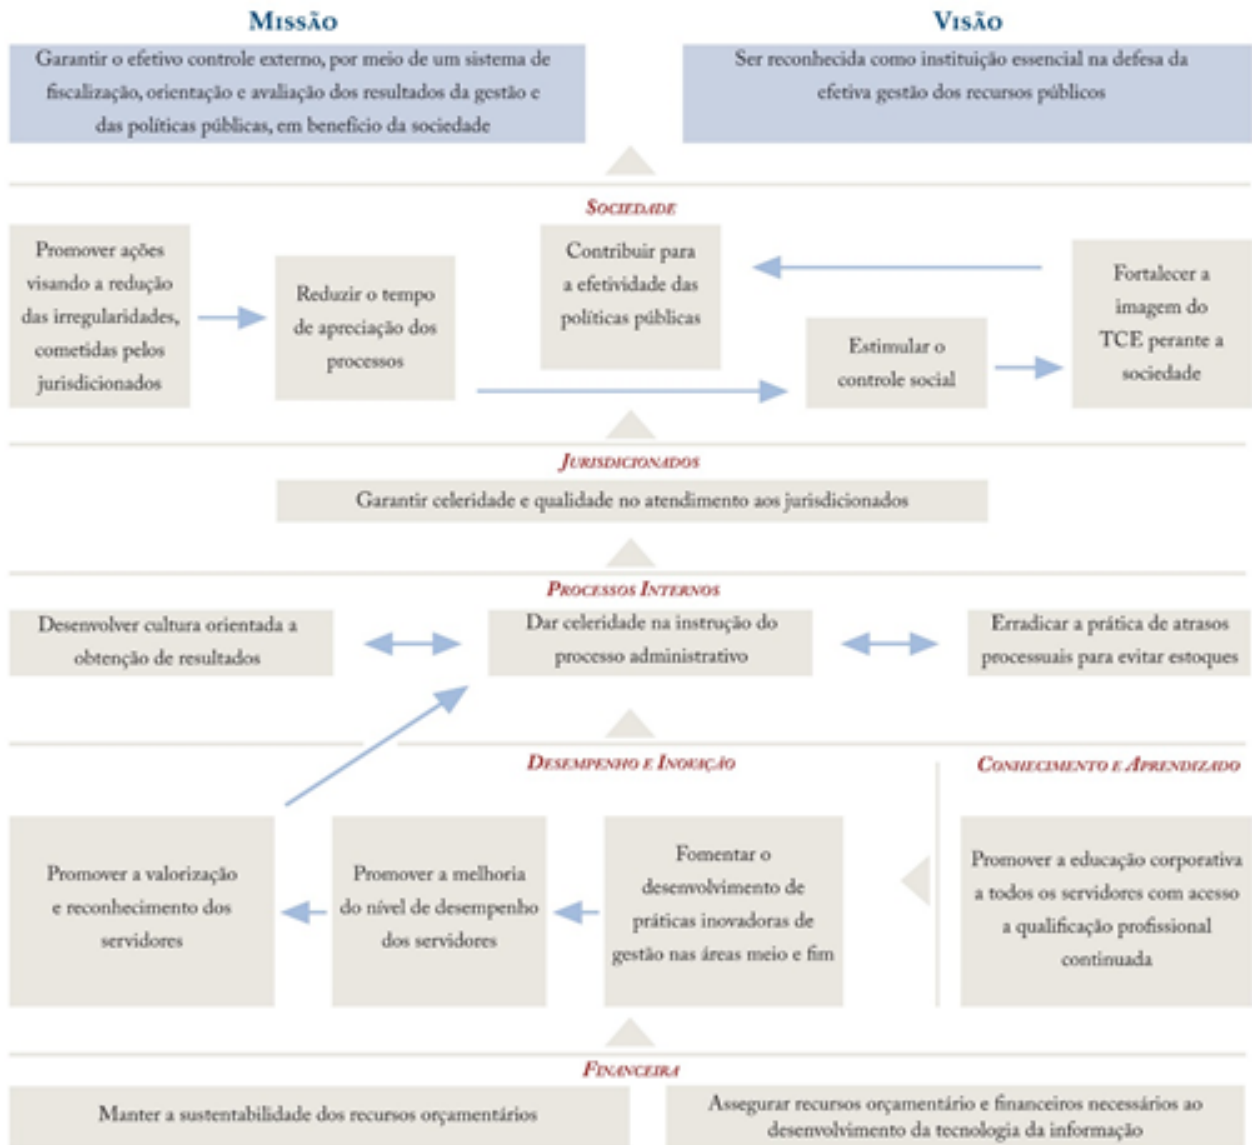 MISSÃO
VISÃO
Garantir o efetivo controle externo, por meio de um sistema de
fiscalização, orientação e avaliação dos resultados da gestão e
das políticas públicas, em benefício da sociedade
Ser reconhecida como instituição essencial na defesa da
efetiva gestão dos recursos públicos
SOCIEDADE
Promover ações
visando a redução
das irregularidades,
cometidas pelos
jurisdicionados
Reduzir o tempo
de apreciação dos
processos
Contribuir para
a efetividade das
políticas públicas
Estimular o
controle social
Fortalecer a
imagem do
TCE perante a
sociedade
JURISDICIONADOS
Garantir celeridade e qualidade no atendimento aos jurisdicionados
PROCESSOS INTERNOS
Desenvolver cultura orientada a
obtenção de resultados
Dar celeridade na instrução do
processo administrativo
Erradicar a prática de atrasos
processuais para evitar estoques
DESEMPENHO E INOVAÇÃO
CONHECIMENTO E APRENDIZADO
Promover a valorização
e reconhecimento dos
servidores
Promover a melhoria
do nível de desempenho
dos servidores
Fomentar o
desenvolvimento de
práticas inovadoras de
gestão nas áreas meio e fim
Promover a educação corporativa
a todos os servidores com acesso
a qualificação profissional
continuada
FINANCEIRA
Manter a sustentabilidade dos recursos orçamentários
Assegurar recursos orçamentário e financeiros necessários ao
desenvolvimento da tecnologia da informação